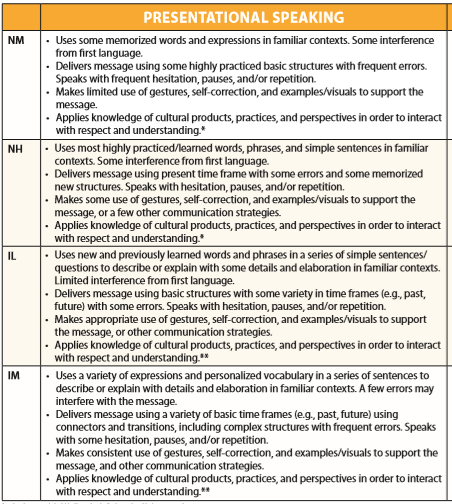 PRESENTATIONAL SPEAKING
NM
• Uses some memorized words and expressions in familiar contexts. Some interference
from first language.
• Delivers message using some highly practiced basic structures with frequent errors.
Speaks with frequent hesitation, pauses, and/or repetition.
• Makes limited use of gestures, self-correction, and examples/visuals to support the
message.
• Applies knowledge of cultural products, practices, and perspectives in order to interact
with respect and understanding.*
NH
• Uses most highly practiced/learned words, phrases, and simple sentences in familiar
contexts. Some interference from first language.
• Delivers message using present time frame with some errors and some memorized
new structures. Speaks with hesitation, pauses, and/or repetition.
• Makes some use of gestures, self-correction, and examples/visuals to support the
message, or a few other communication strategies.
• Applies knowledge of cultural products, practices, and perspectives in order to interact
with respect and understanding.*
IL
• Uses new and previously learned words and phrases in a series of simple sentences/
questions to describe or explain with some details and elaboration in familiar contexts.
Limited interference from first language.
• Delivers message using basic structures with some variety in time frames (e.g., past,
future) with some errors. Speaks with hesitation, pauses, and/or repetition.
• Makes appropriate use of gestures, self-correction, and examples/visuals to support
the message, or other communication strategies.
• Applies knowledge of cultural products, practices, and perspectives in order to interact
with respect and understanding.**
IM
• Uses a variety of expressions and personalized vocabulary in a series of sentences to
describe or explain with details and elaboration in familiar contexts. A few errors may
interfere with the message.
• Delivers message using a variety of basic time frames (e.g., past, future) using
connectors and transitions, including complex structures with frequent errors. Speaks
with some hesitation, pauses, and/or repetition.
• Makes consistent use of gestures, self-correction, and examples/visuals to support the
message, and other communication strategies.
• Applies knowledge of cultural products, practices, and perspectives in order to interact
with respect and understanding.**